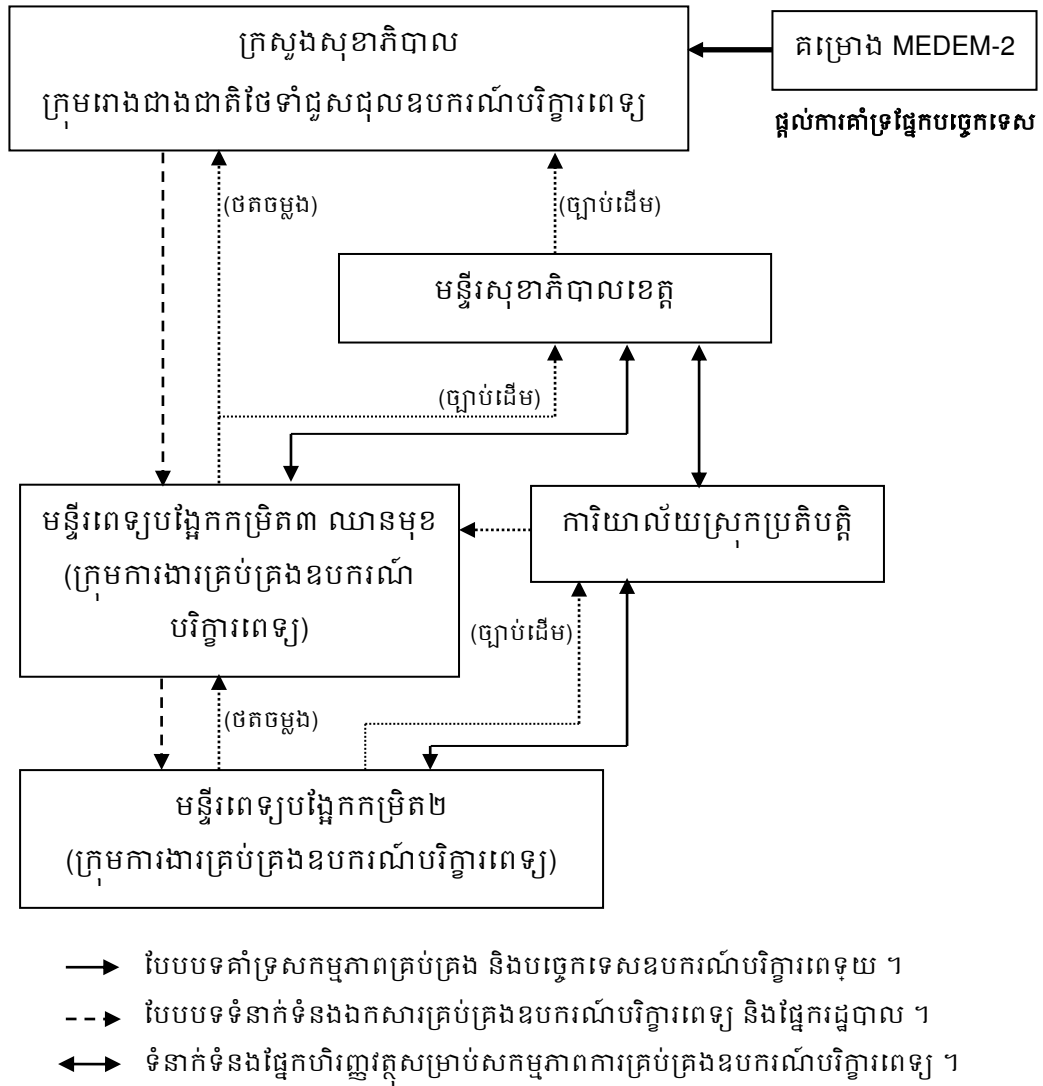 ក្រសួងសុខាភិបាល
ក្រុមរោងជាងជាតិថែទាំជួសជុលឧបករណ៍បរិក្ខារពេទ្យ
គម្រោង MEDEM-2
ផ្តល់ការគាំទ្រផ្នែកបច្ចេកទេស
(ថតចម្លង)
(ច្បាប់ដើម)
មន្ទីរសុខាភិបាលខេត្ត
(ច្បាប់ដើម)
មន្ទីរពេទ្យបង្អែកកម្រិត៣ ឈានមុខ
(ក្រុមការងារគ្រប់គ្រងឧបករណ៍
បរិក្ខារពេទ្យ)
ការិយាល័យស្រុកប្រតិបត្តិ
(ច្បាប់ដើម)
(ថតចម្លង)
មន្ទីរពេទ្យបង្អែកកម្រិត២
(ក្រុមការងារគ្រប់គ្រងឧបករណ៍បរិក្ខារពេទ្យ)
បែបបទគាំទ្រសកម្មភាពគ្រប់គ្រង និងបច្ចេកទេសឧបករណ៍បរិក្ខារពេទ្យ ។
បែបបទទំនាក់ទំនងឯកសារគ្រប់គ្រងឧបករណ៍បរិក្ខារពេទ្យ និងផ្នែករដ្ឋបាល ។
ទំនាក់ទំនងផ្នែកហិរញ្ញវត្ថុសម្រាប់សកម្មភាពការគ្រប់គ្រងឧបករណ៍បរិក្ខារពេទ្យ ។